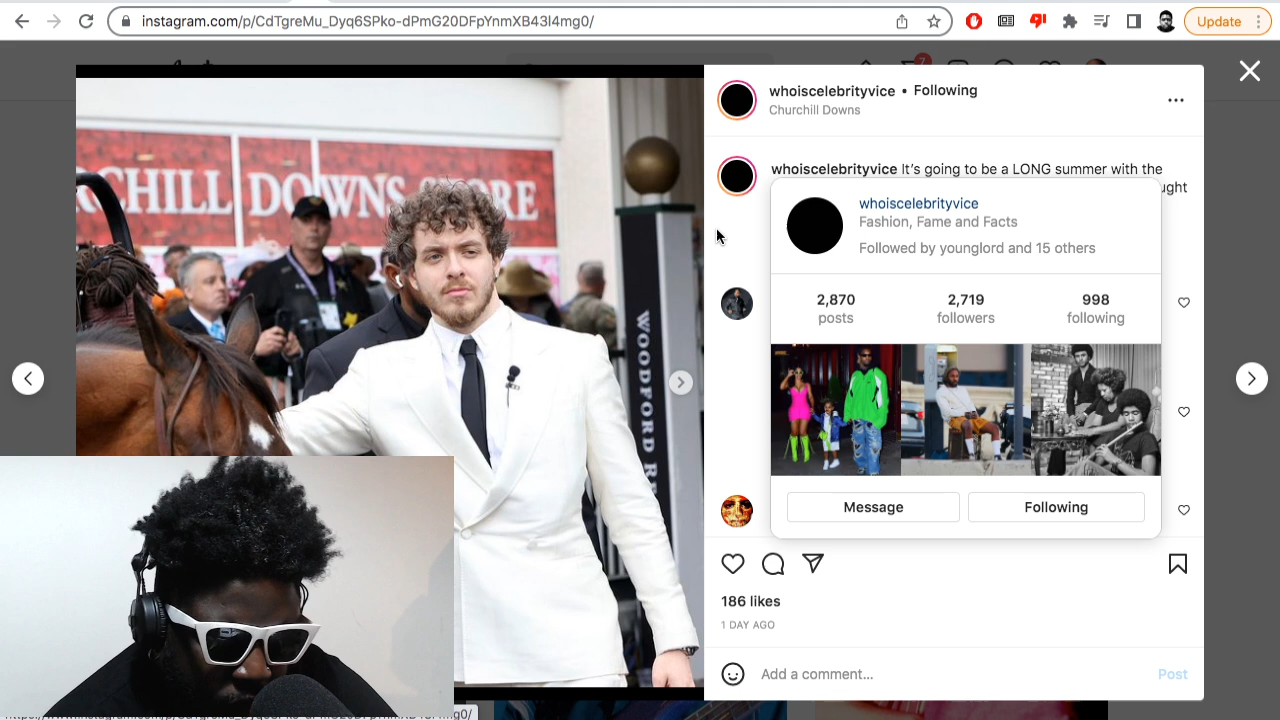 instagram.com/p/CdTgreMu_Dyq6SPko-dPmG20DFpYnmXB43l4mg0/
Update
7
CHILL DOWNS STORE
WOODFORD R
whoiscelebrityvice • Following
Churchill Downs
whoiscelebrityvice It's going to be a LONG summer with the
ught
whoiscelebrityvice
Fashion, Fame and Facts
Followed by younglord and 15 others
2,870
2,719
998
posts
followers
following
Message
Following
186 likes
1 DAY AGO
Add a comment...
Post